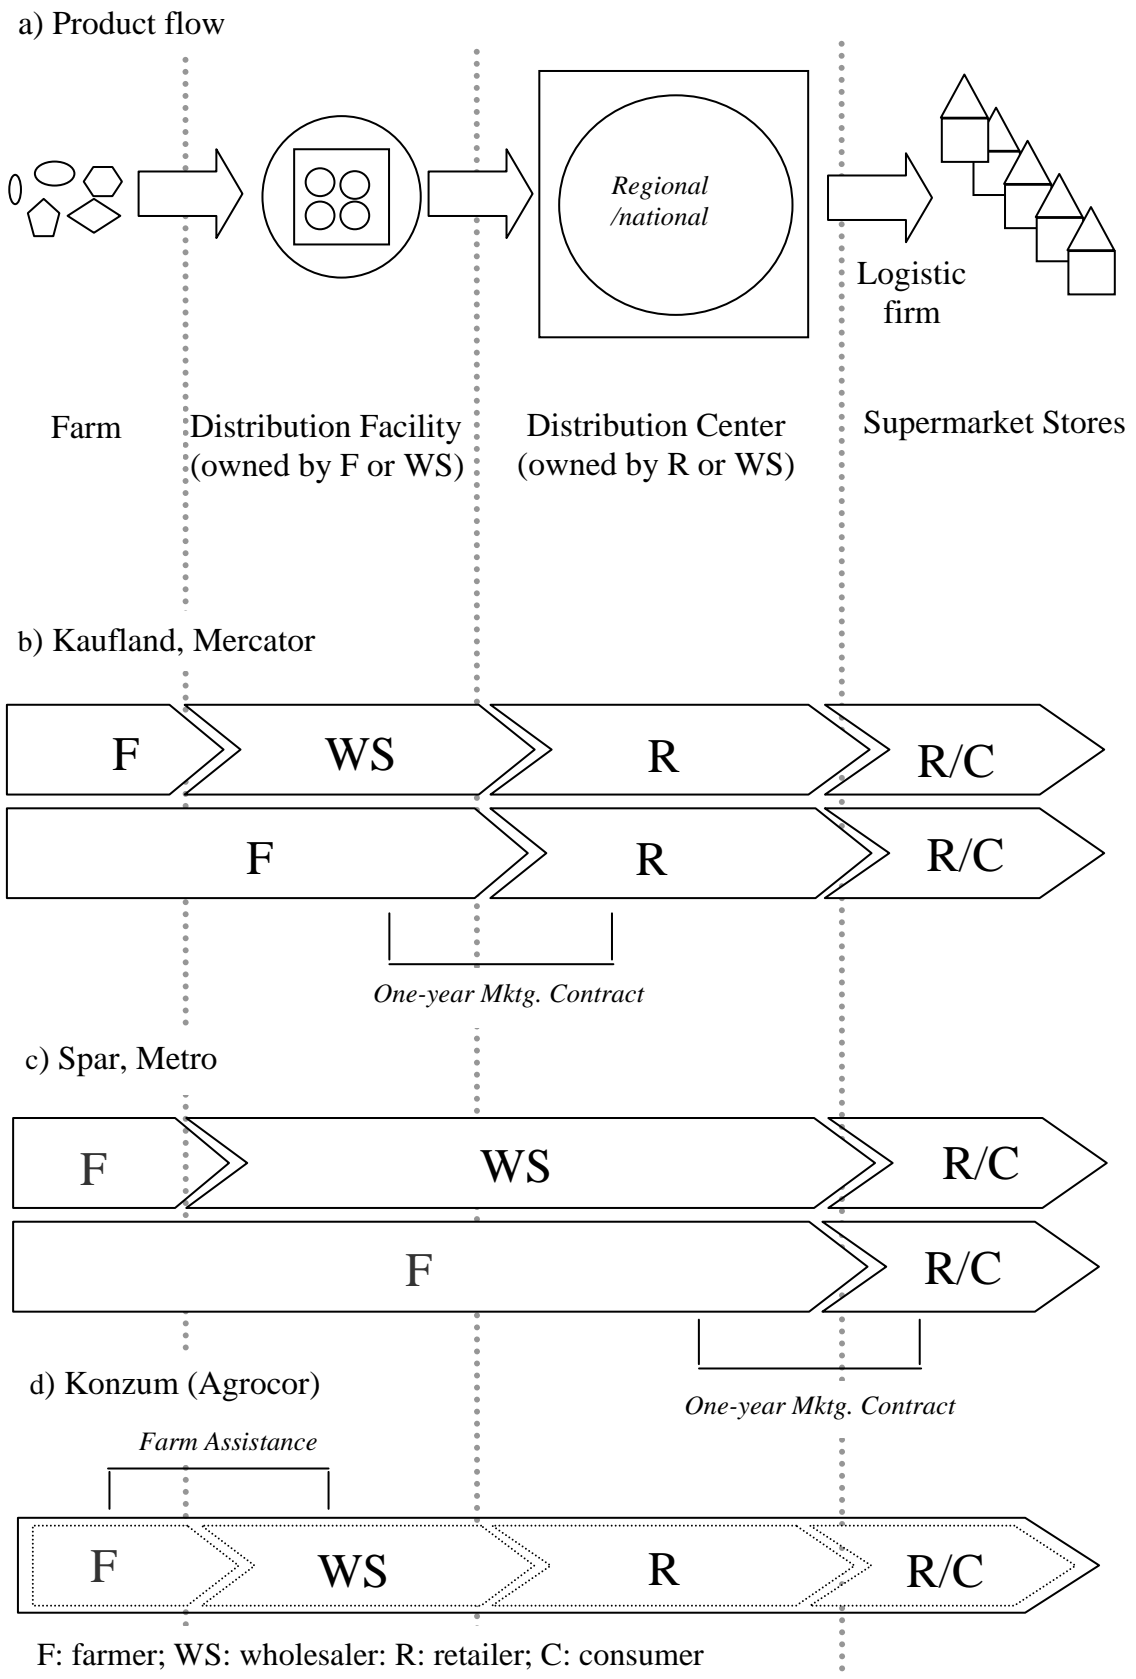 a) Product flow
Regional
/national
Logistic
firm
Farm
Distribution Facility
(owned by F or WS)
Distribution Center
(owned by R or WS)
Supermarket Stores
b) Kaufland, Mercator
F
WS
R
R/C
F
R
R/C
One-year Mktg. Contract
c) Spar, Metro
F
WS
R/C
F
R/C
One-year Mktg. Contract
d) Konzum (Agrocor)
Farm Assistance
F
WS
R
R/C
F: farmer; WS: wholesaler: R: retailer; C: consumer